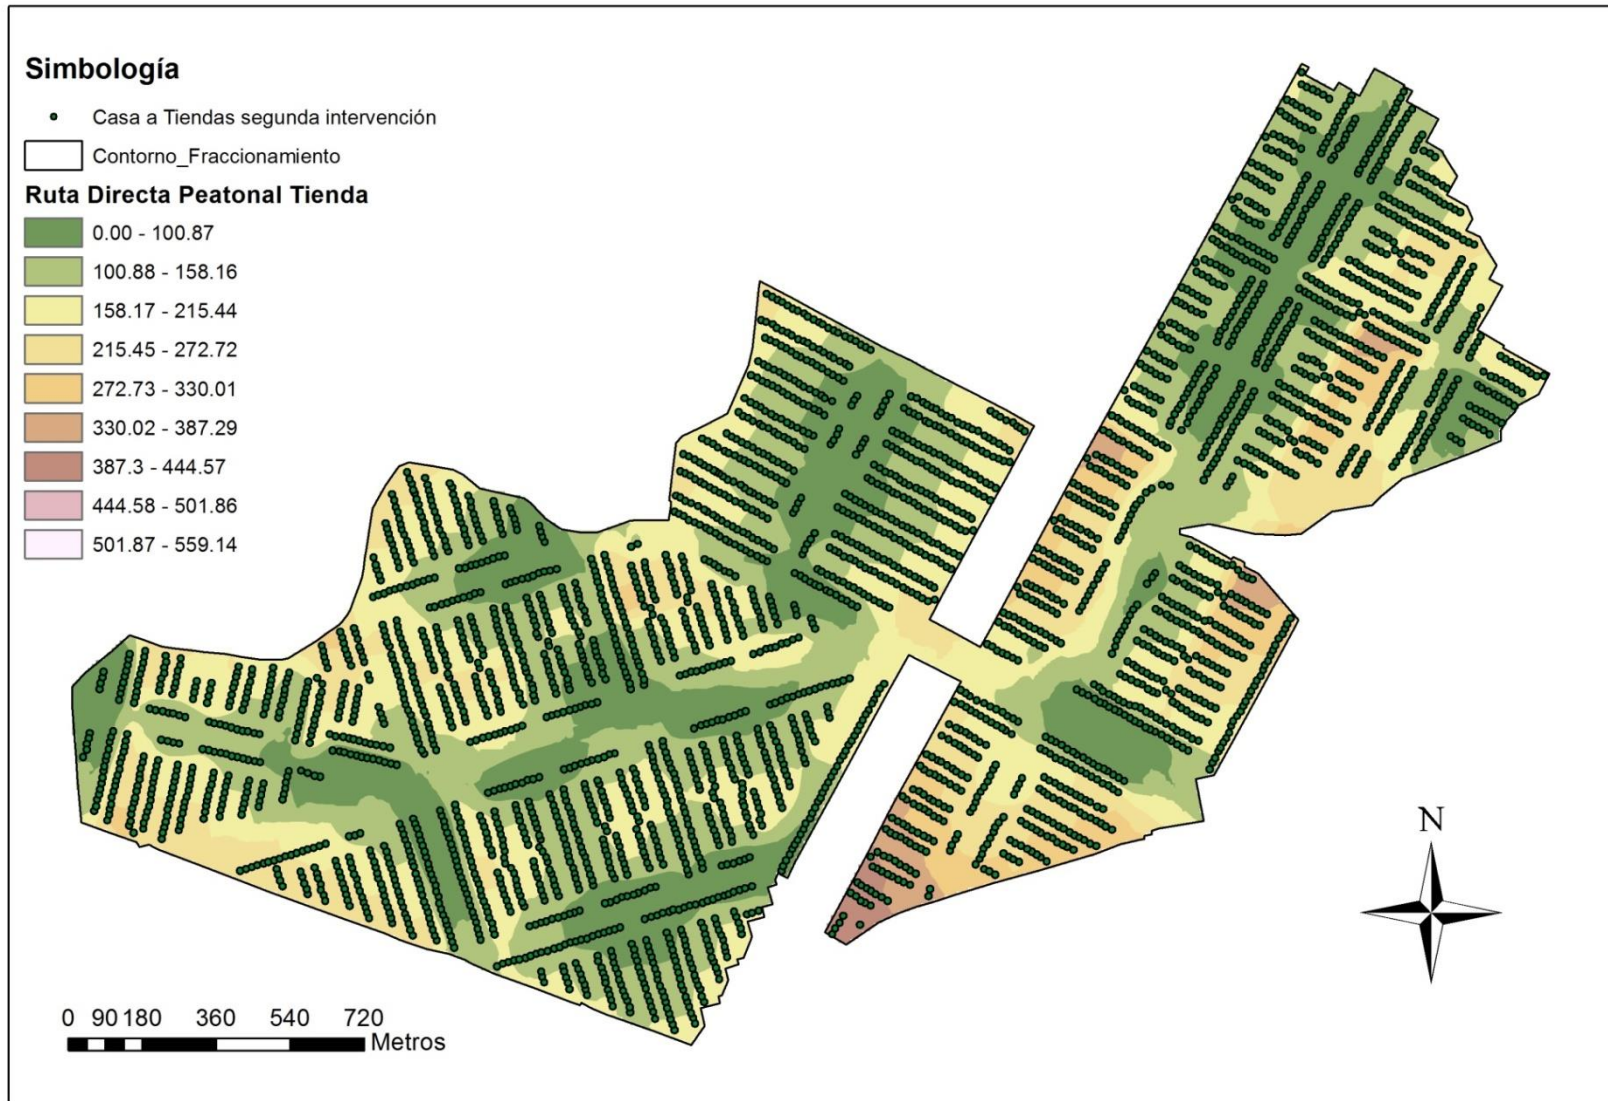 Simbología
Casa a Tiendas segunda intervención
Contorno_Fraccionamiento
Ruta Directa Peatonal Tienda
0.00 - 100.87
100.88 - 158.16
158.17 - 215.44
215.45 - 272.72
272.73 - 330.01
330.02 - 387.29
387.3 - 444.57
444.58 - 501.86
501.87 - 559.14
N
0 90 180 360 540 720
Metros